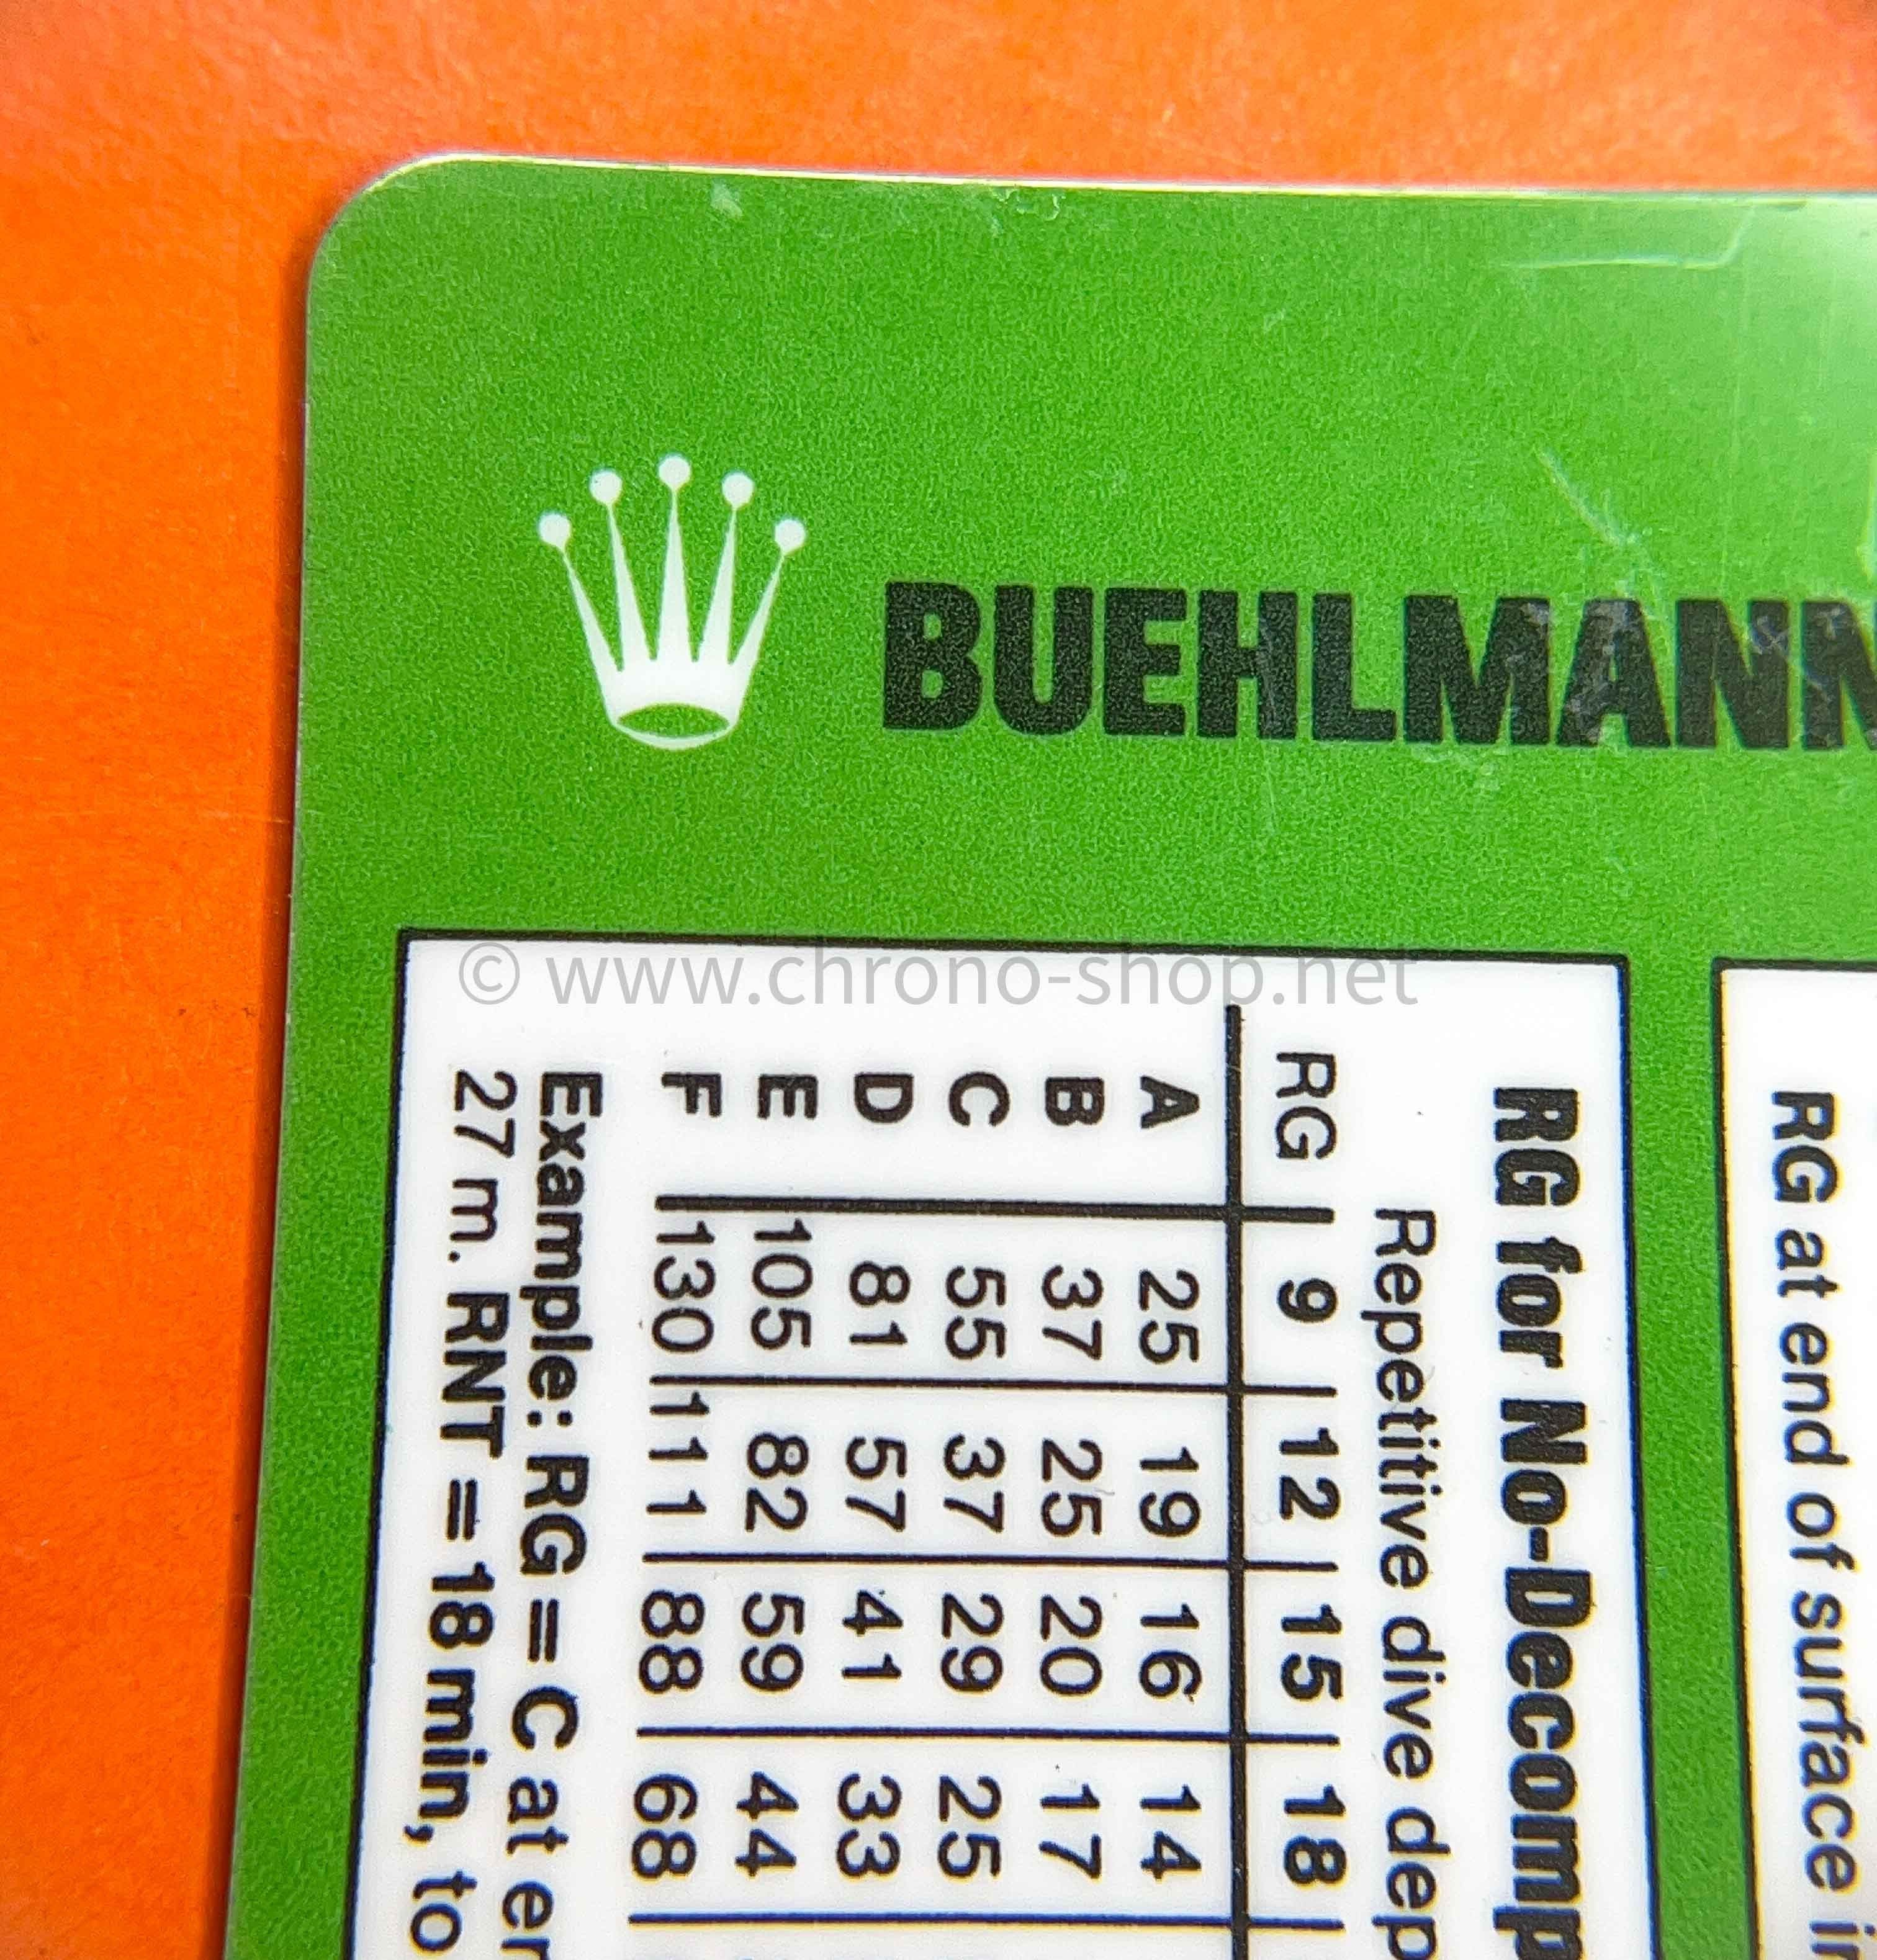 BUEHLMANN
© www.chrono-shop.net
RG at end of surface
RG for No-Decomp
Repetitive dive dep
RG 9 12 15 18
A 25 19 16 14
B 37 25 20 17
C 55 37 29 25
D 81 57 41 33
E 105 82 59 44
F 130 111 88 68
Example: RG = C at
27 m. RNT = 18 min, to